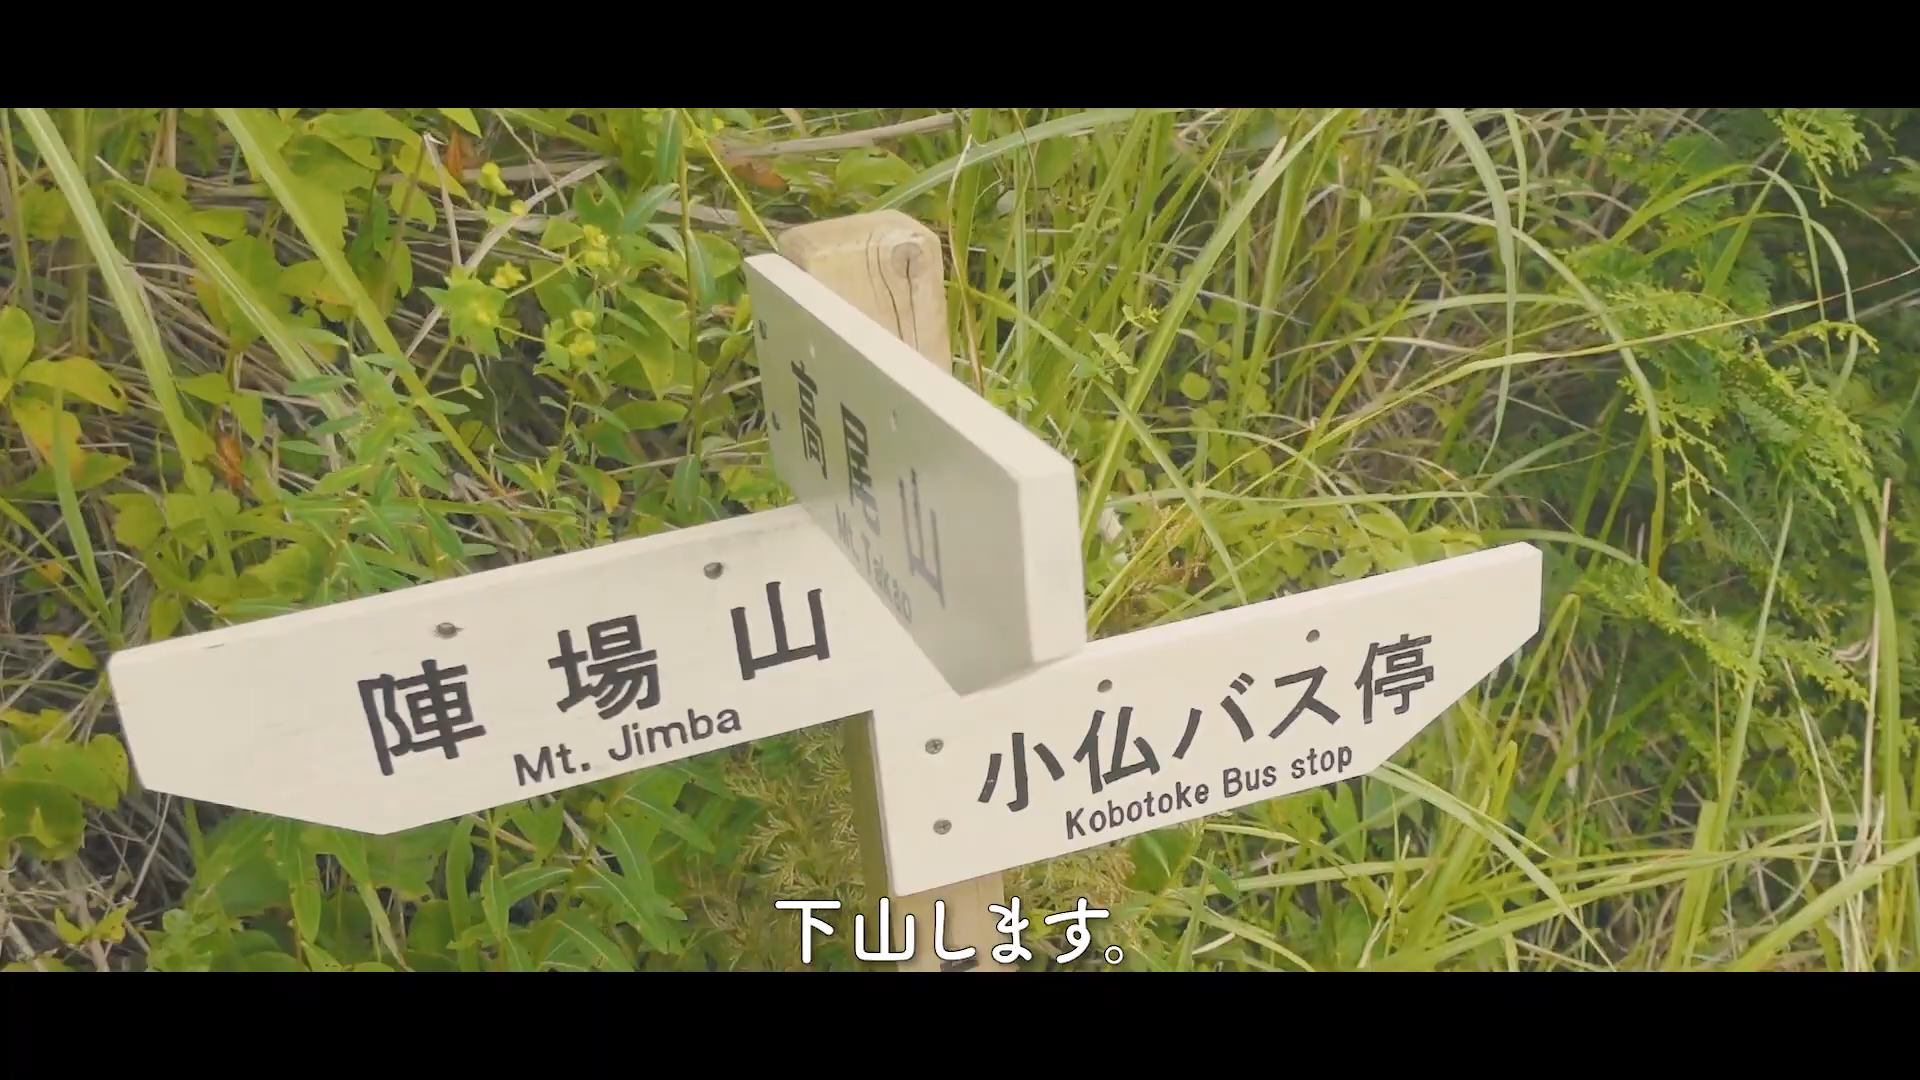 高尾山
Mt. Takao
陣場山
Mt. Jimba
小仏バス停
Kobotoke Bus stop
下山します。